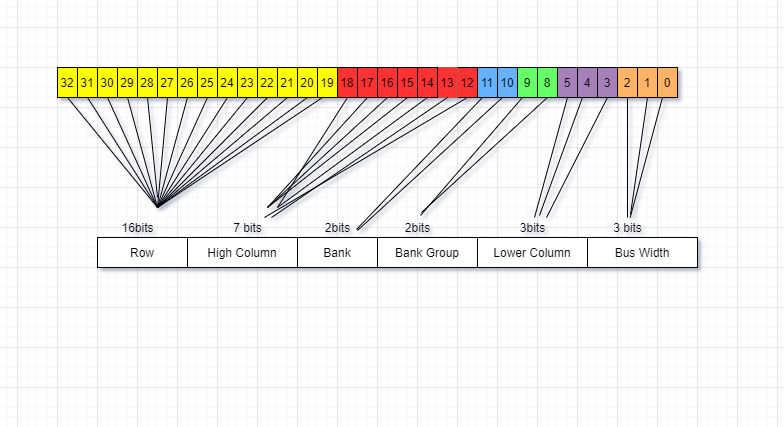 32 31 30 29 28 27 26 25 24 23 22 21 20 19 18 17 16 15 14 13 12 11 10 9 8 5 4 3 2 1 0
16bits 7 bits 2bits 2bits 3bits 3 bits
Row High Column Bank Bank Group Lower Column Bus Width